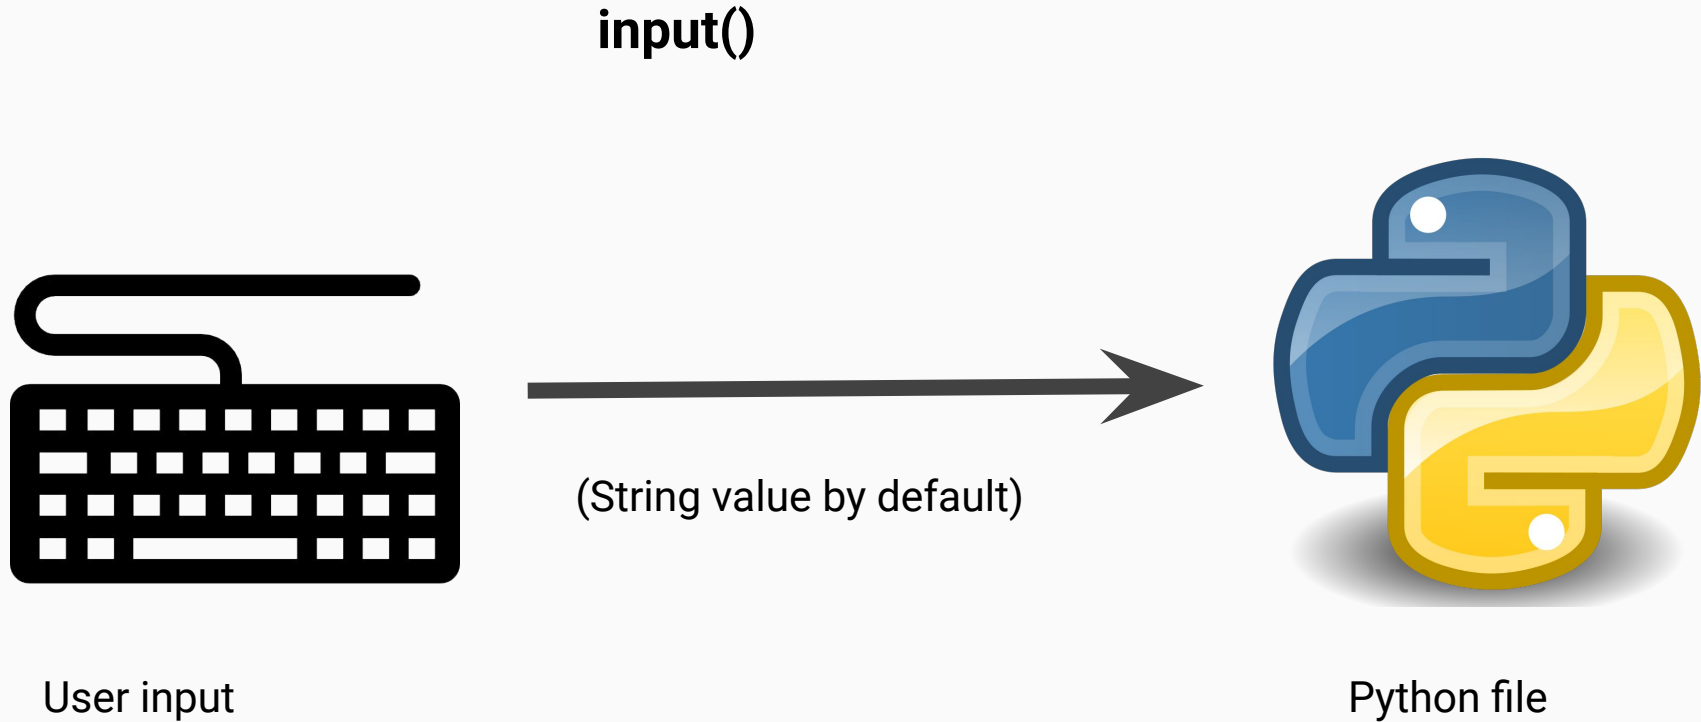 input()
(String value by default)
User input
Python file